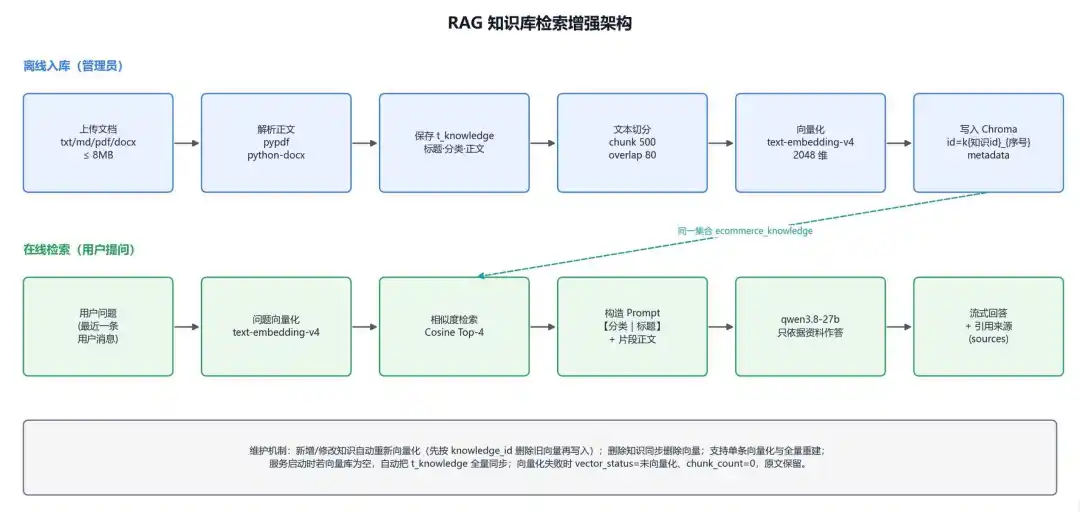 RAG 知识库检索增强架构
离线入库（管理员）
上传文档
txt/md/pdf/docx
≤ 8MB
解析正文
pypdf
python-docx
保存 t_knowledge
标题·分类·正文
文本切分
chunk 500
overlap 80
向量化
text-embedding-v4
2048 维
写入 Chroma
id=k{知识id}_{序号}
metadata
同一集合 ecommerce_knowledge
在线检索（用户提问）
用户问题
(最近一条
用户消息)
问题向量化
text-embedding-v4
相似度检索
Cosine Top-4
构造 Prompt
【分类 | 标题】
+ 片段正文
qwen3.8-27b
只依据资料作答
流式回答
+ 引用来源
(sources)
维护机制：新增/修改知识自动重新向量化（先按 knowledge_id 删除旧向量再写入）；删除知识同步删除向量；支持单条向量化与全量重建；
服务启动时若向量库为空，自动把 t_knowledge 全量同步；向量化失败时 vector_status=未向量化、chunk_count=0，原文保留。